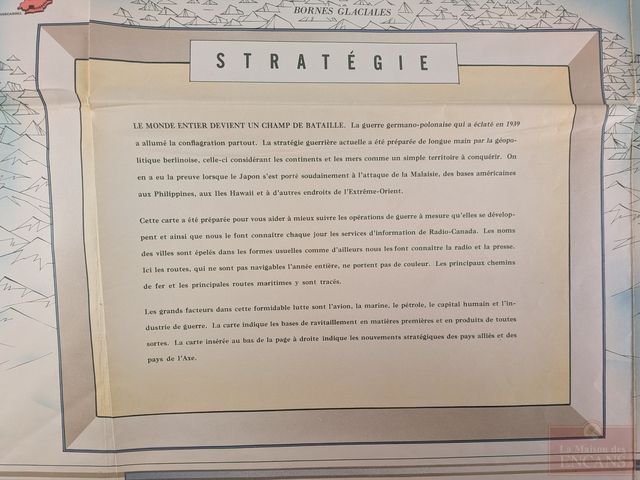 BORNES GLACIALES
STRATÉGIE
LE MONDE ENTIER DEVIENT UN CHAMP DE BATAILLE. La guerre germano-polonaise qui a éclaté en 1939
a allumé la conflagration partout. La stratégie guerrière actuelle a été préparée de longue main par la géopo-
litique berlinoise, celle-ci considérant les continents et les mers comme un simple territoire à conquérir. On
en a eu la preuve lorsque le Japon s'est porté soudainement à l'attaque de la Malaisie, des bases américaines
aux Philippines, aux Iles Hawaii et à d'autres endroits de l'Extrême-Orient.
Cette carte a été préparée pour vous aider à mieux suivre les opérations de guerre à mesure qu'elles se dévelop-
pent et ainsi que nous le font connaître chaque jour les services d'information de Radio-Canada. Les noms
des villes sont épelés dans les formes usuelles comme d'ailleurs nous les font connaître la radio et la presse.
Ici les routes, qui ne sont pas navigables l'année entière, ne portent pas de couleur. Les principaux chemins
de fer et les principales routes maritimes y sont tracés.
Les grands facteurs dans cette formidable lutte sont l'avion, la marine, le pétrole, le capital humain et l'in-
dustrie de guerre. La carte indique les bases de ravitaillement en matières premières et en produits de toutes
sortes. La carte insérée au bas de la page à droite indique les nouvements stratégiques des pays alliés et des
pays de l'Axe.
La Maison des
ENCANS